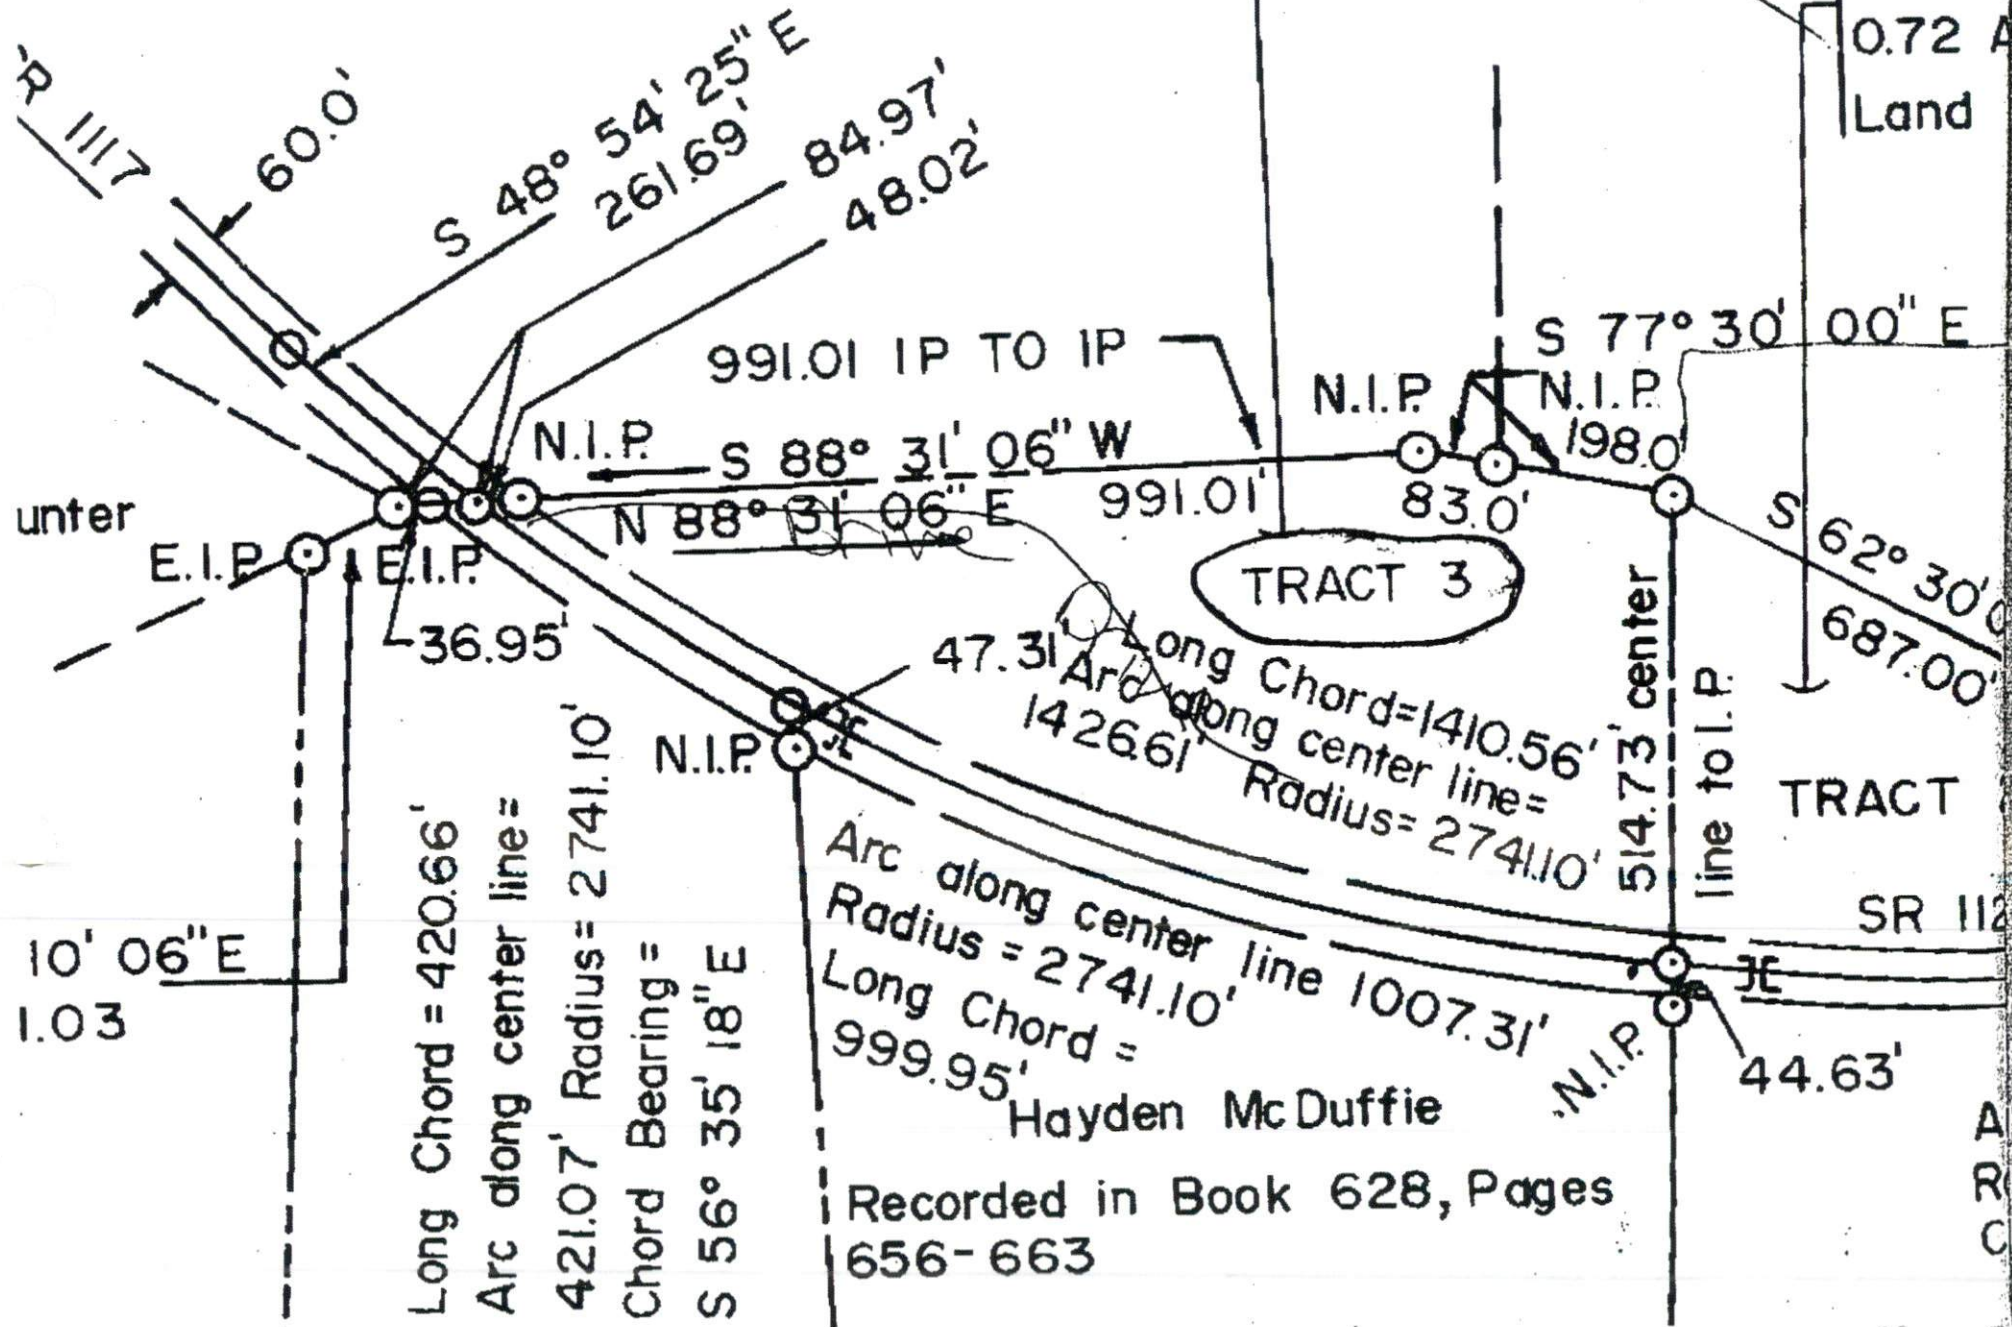 R 1117
60.0'
S 48° 54' 25" E
261.69'
84.97'
48.02'
0.72 A
Land
991.01 IP TO IP
S 77° 30' 00" E
N.I.P.
N.I.P.
N.I.P.
198.0'
S 88° 31' 06" W
N 88° 31' 06" E
991.01'
83.0'
unter
E.I.P.
E.I.P.
36.95'
TRACT 3
S 62° 30'
687.00'
47.31'
Long Chord=1410.56'
Arc along center line=
1426.61'
Radius= 2741.10'
514.73' center
line to I.P.
TRACT
N.I.P.
Arc along center line 1007.31'
Radius = 2741.10'
Long Chord =
999.95'
SR 112
10' 06"E
1.03
Long Chord = 420.66'
Arc along center line=
421.07' Radius= 2741.10'
Chord Bearing =
S 56° 35' 18" E
N.I.P.
44.63'
Hayden McDuffie
Recorded in Book 628, Pages
656-663
A
R
C